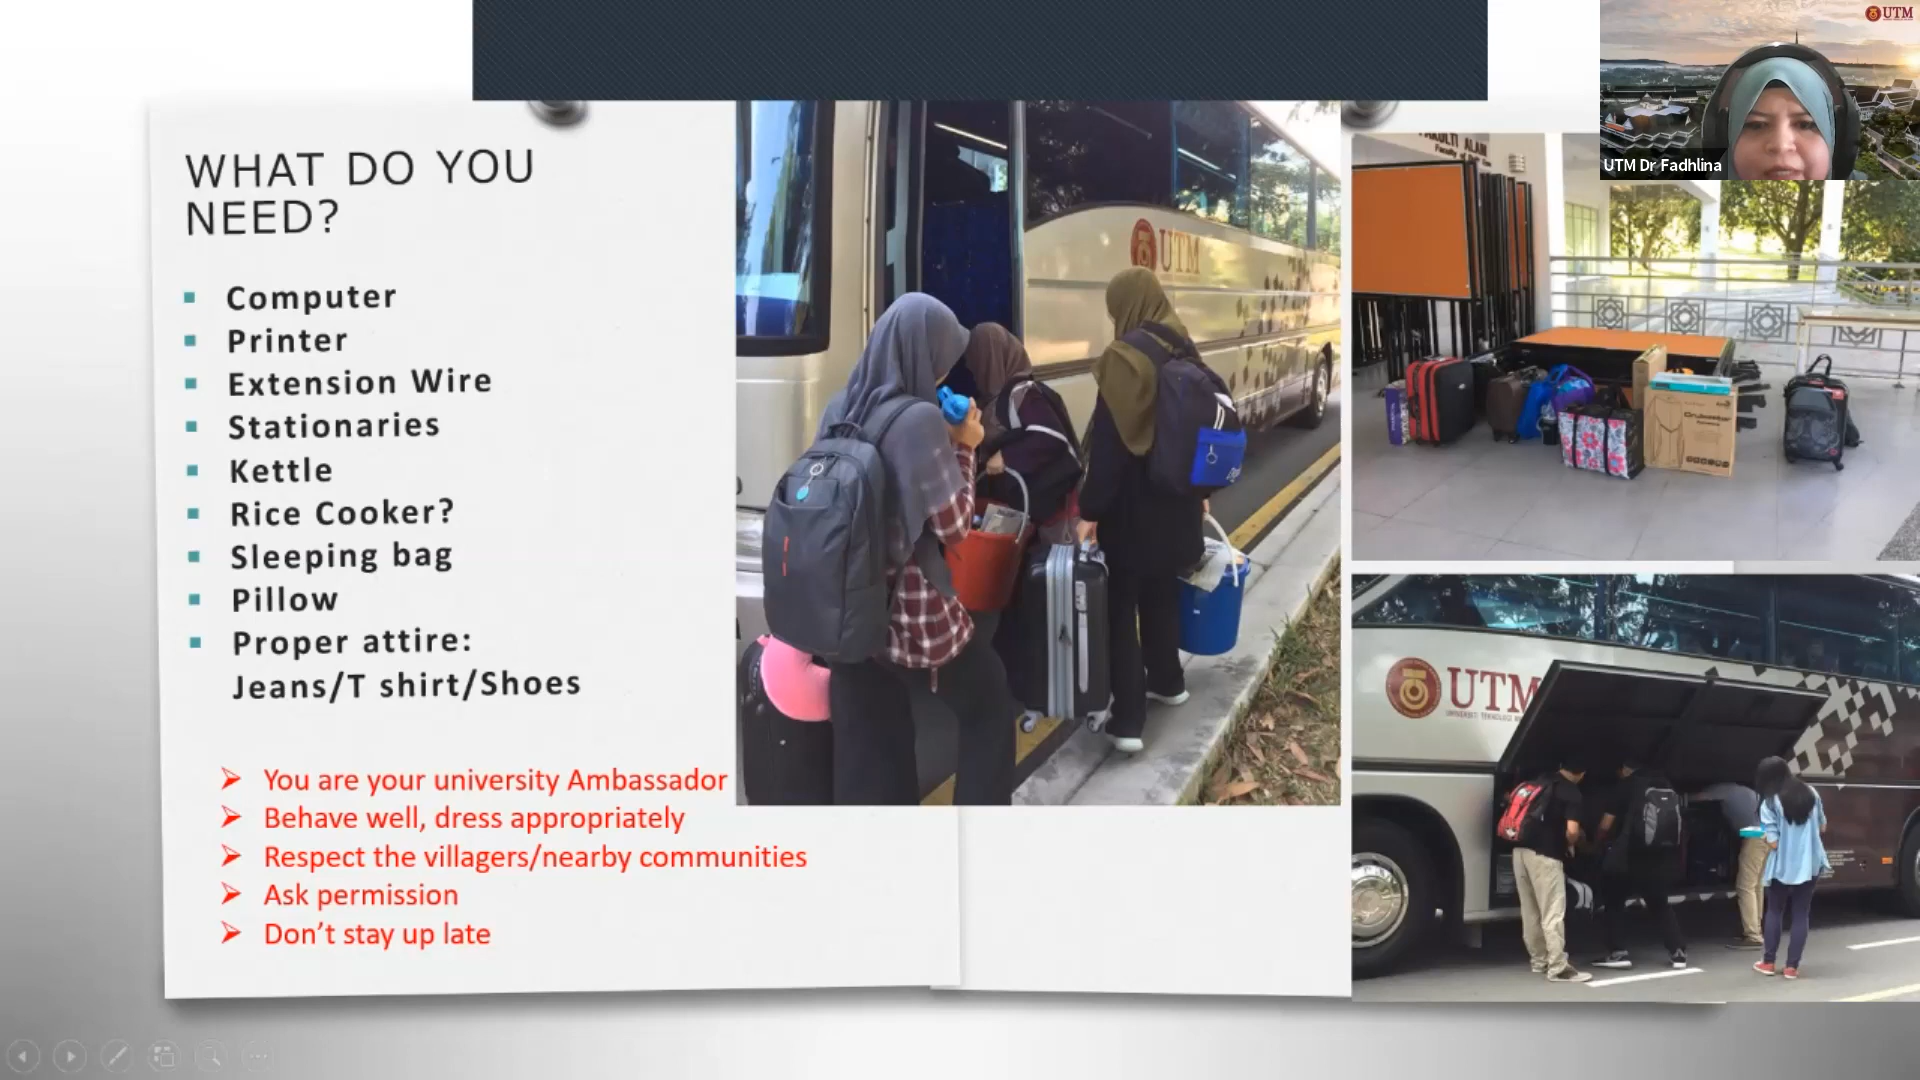 WHAT DO YOU
NEED?
Computer
Printer
Extension Wire
Stationaries
Kettle
Rice Cooker?
Sleeping bag
Pillow
Proper attire:
Jeans/T shirt/Shoes
You are your university Ambassador
Behave well, dress appropriately
Respect the villagers/nearby communities
Ask permission
Don’t stay up late
UTM
UTM
UTM
UTM Dr Fadhlina